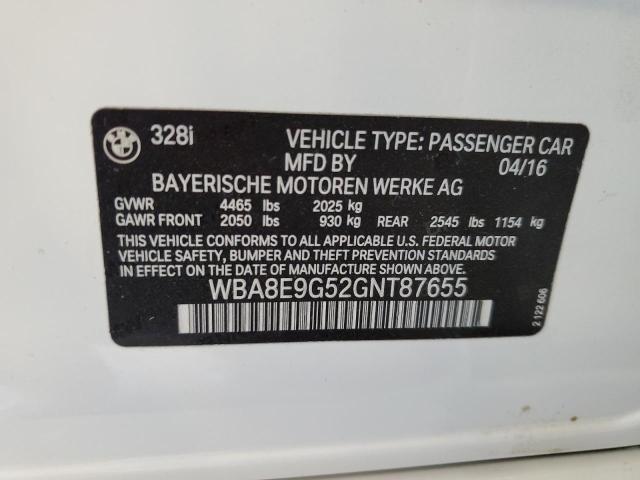 BMW 328i VEHICLE TYPE: PASSENGER CAR
MFD BY 04/16
BAYERISCHE MOTOREN WERKE AG
GVWR 4465 lbs 2025 kg
GAWR FRONT 2050 lbs 930 kg REAR 2545 lbs 1154 kg
THIS VEHICLE CONFORMS TO ALL APPLICABLE U.S. FEDERAL MOTOR
VEHICLE SAFETY, BUMPER AND THEFT PREVENTION STANDARDS
IN EFFECT ON THE DATE OF MANUFACTURE SHOWN ABOVE.
WBA8E9G52GNT87655
2 122 606